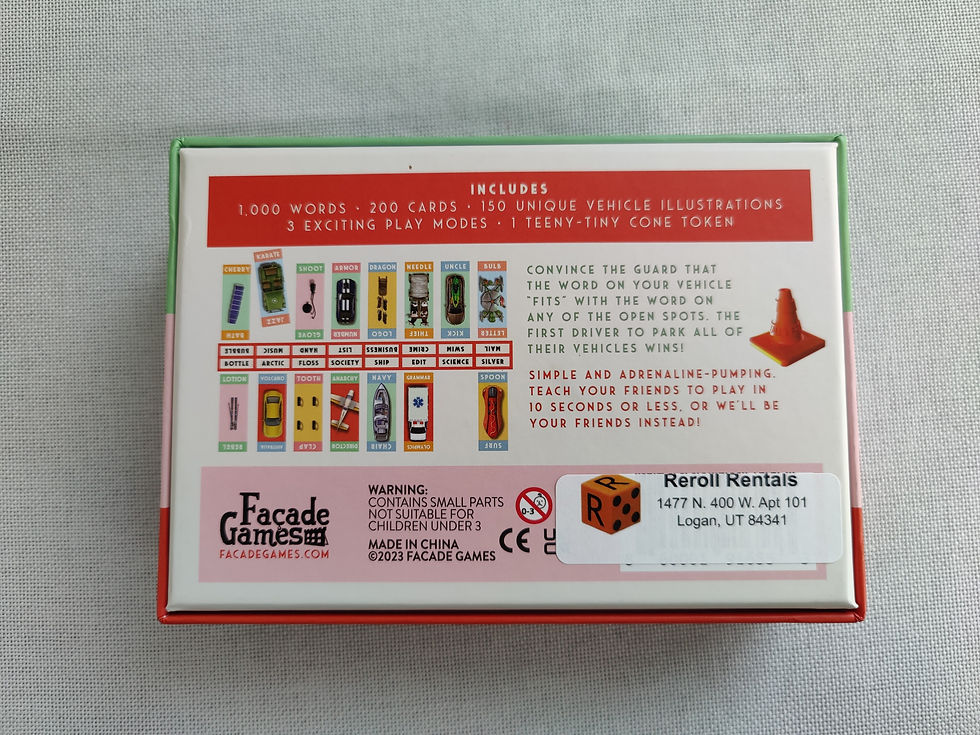 INCLUDES
1,000 WORDS • 200 CARDS • 150 UNIQUE VEHICLE ILLUSTRATIONS
3 EXCITING PLAY MODES • 1 TEENY-TINY CONE TOKEN
CHERRY KARATE SHOOT ARMOR DRAGON NEEDLE UNCLE BULB
BATH JAZZ GLOVE NUMBER LOGO THIEF KICK LETTER
BUBBLE MUSIC HAND LIST BUSINESS CRIME SWIM MAIL
BOTTLE ARCTIC FLOSS SOCIETY SHIP EDIT SCIENCE SILVER
LOTION VOLCANO TOOTH ANARCHY NAVY GRAMMAR SPOON
REBEL AUSTRALIA CLAP DIRECTOR CHAIR OLYMPICS SURF
CONVINCE THE GUARD THAT
THE WORD ON YOUR VEHICLE
"FITS" WITH THE WORD ON
ANY OF THE OPEN SPOTS. THE
FIRST DRIVER TO PARK ALL OF
THEIR VEHICLES WINS!
SIMPLE AND ADRENALINE-PUMPING.
TEACH YOUR FRIENDS TO PLAY IN
10 SECONDS OR LESS, OR WE'LL BE
YOUR FRIENDS INSTEAD!
Façade
Games
FACADEGAMES.COM
WARNING:
CONTAINS SMALL PARTS
NOT SUITABLE FOR
CHILDREN UNDER 3
MADE IN CHINA
©2023 FACADE GAMES
0-3
CE
R R
Reroll Rentals
1477 N. 400 W. Apt 101
Logan, UT 84341